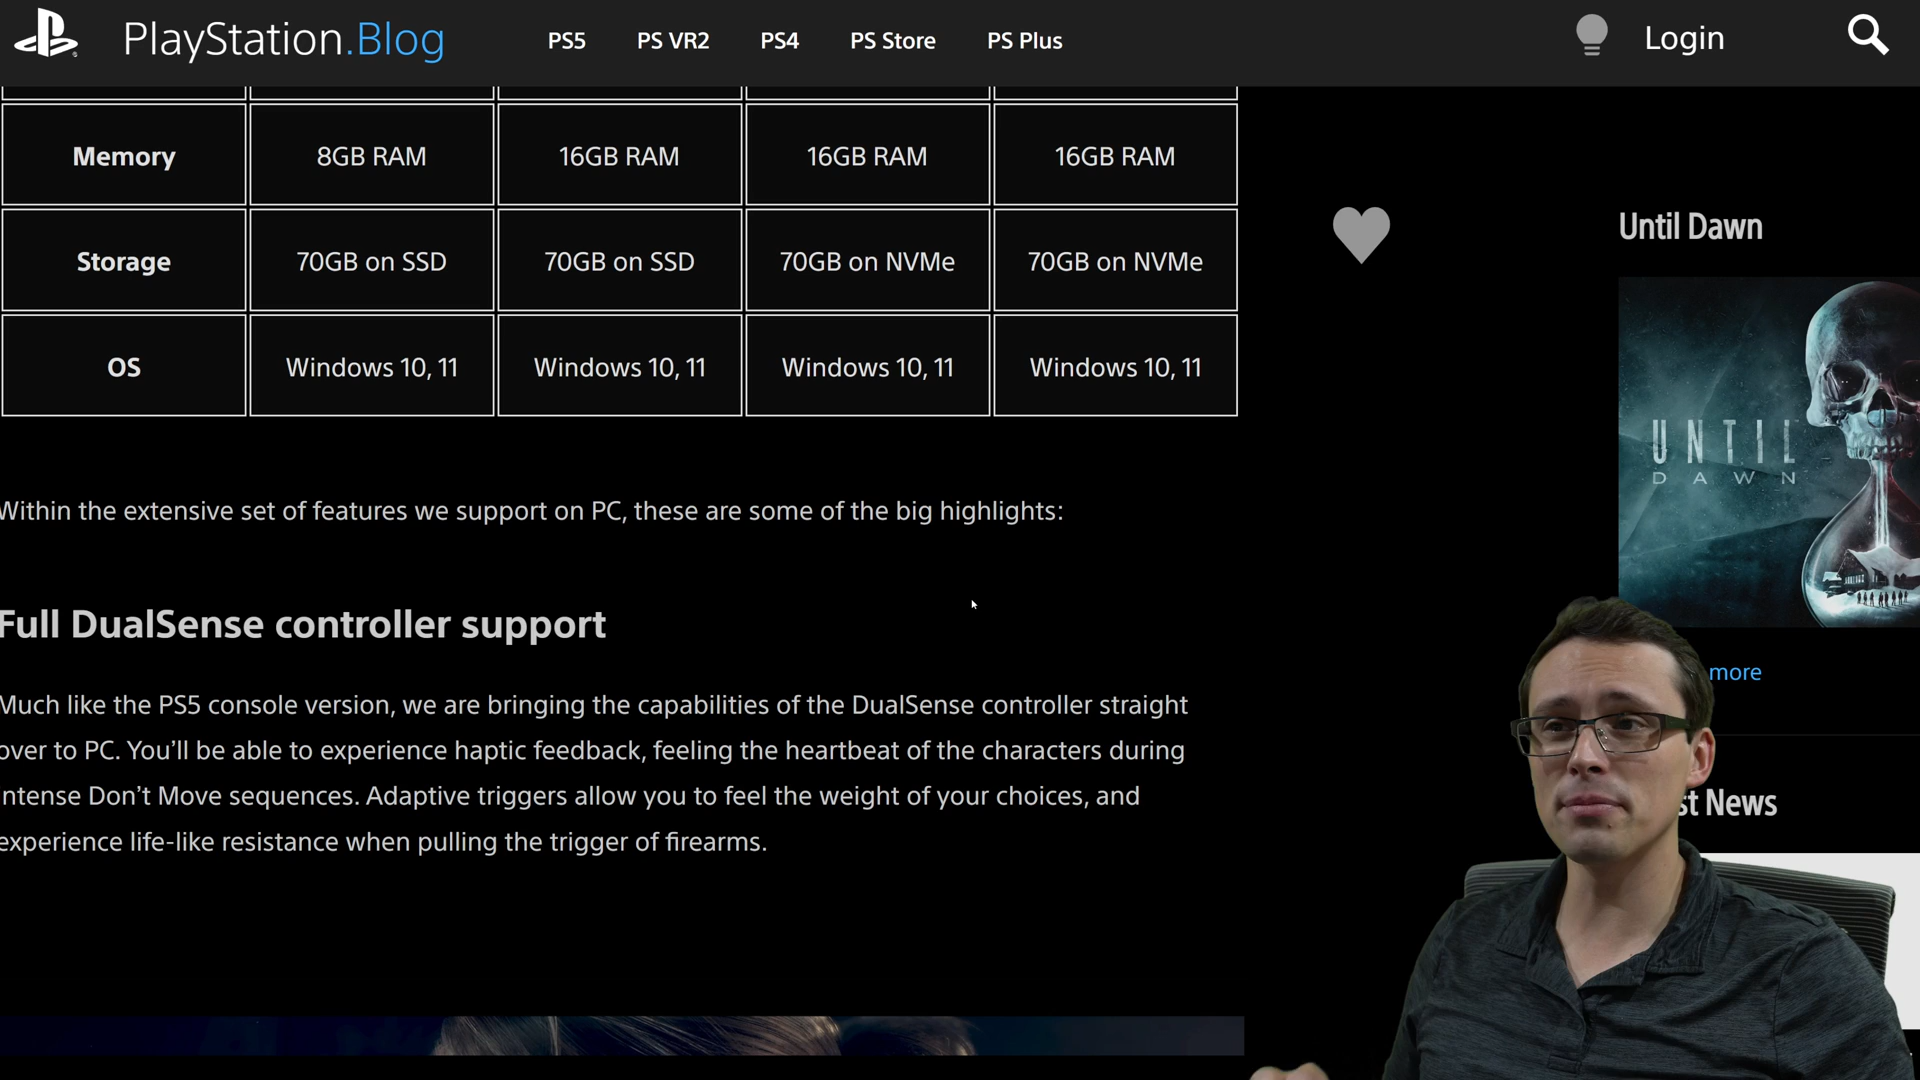 PlayStation.Blog
PS5 PS VR2 PS4 PS Store PS Plus
Login
Memory 8GB RAM 16GB RAM 16GB RAM 16GB RAM
Storage 70GB on SSD 70GB on SSD 70GB on NVMe 70GB on NVMe
OS Windows 10, 11 Windows 10, 11 Windows 10, 11 Windows 10, 11
Within the extensive set of features we support on PC, these are some of the big highlights:
Full DualSense controller support
Much like the PS5 console version, we are bringing the capabilities of the DualSense controller straight
over to PC. You'll be able to experience haptic feedback, feeling the heartbeat of the characters during
intense Don't Move sequences. Adaptive triggers allow you to feel the weight of your choices, and
experience life-like resistance when pulling the trigger of firearms.
Until Dawn
UNTIL
DAWN
more
st News